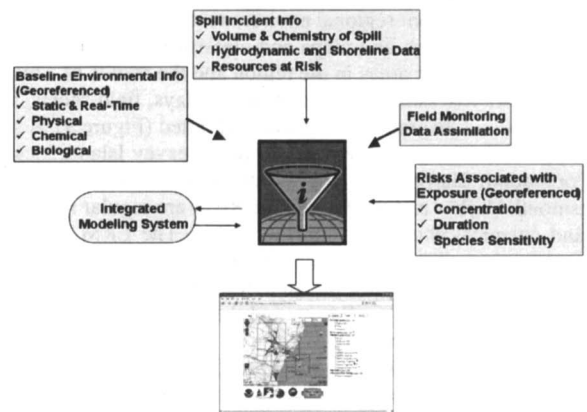 Spill Incident Info
✓ Volume & Chemistry of Spill
✓ Hydrodynamic and Shoreline Data
✓ Resources at Risk
Baseline Environmental Info
(Georeferenced)
✓ Static & Real-Time
✓ Physical
✓ Chemical
✓ Biological
Field Monitoring
Data Assimilation
i
Integrated
Modeling System
Risks Associated with
Exposure (Georeferenced)
✓ Concentration
✓ Duration
✓ Species Sensitivity